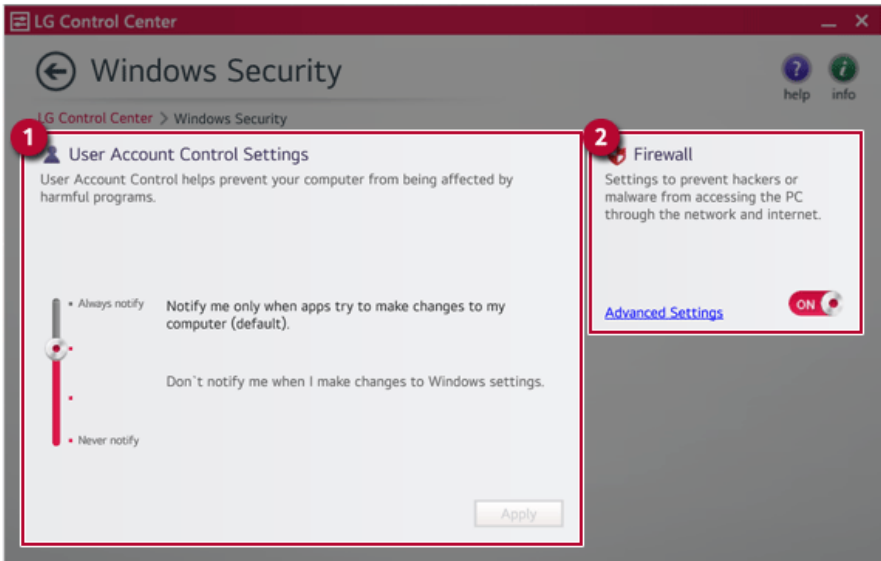 LG Control Center
Windows Security
help
info
LG Control Center > Windows Security
1
User Account Control Settings
User Account Control helps prevent your computer from being affected by
harmful programs.
Always notify
Notify me only when apps try to make changes to my
computer (default).
Don`t notify me when I make changes to Windows settings.
Never notify
Apply
2
Firewall
Settings to prevent hackers or
malware from accessing the PC
through the network and internet.
Advanced Settings
ON